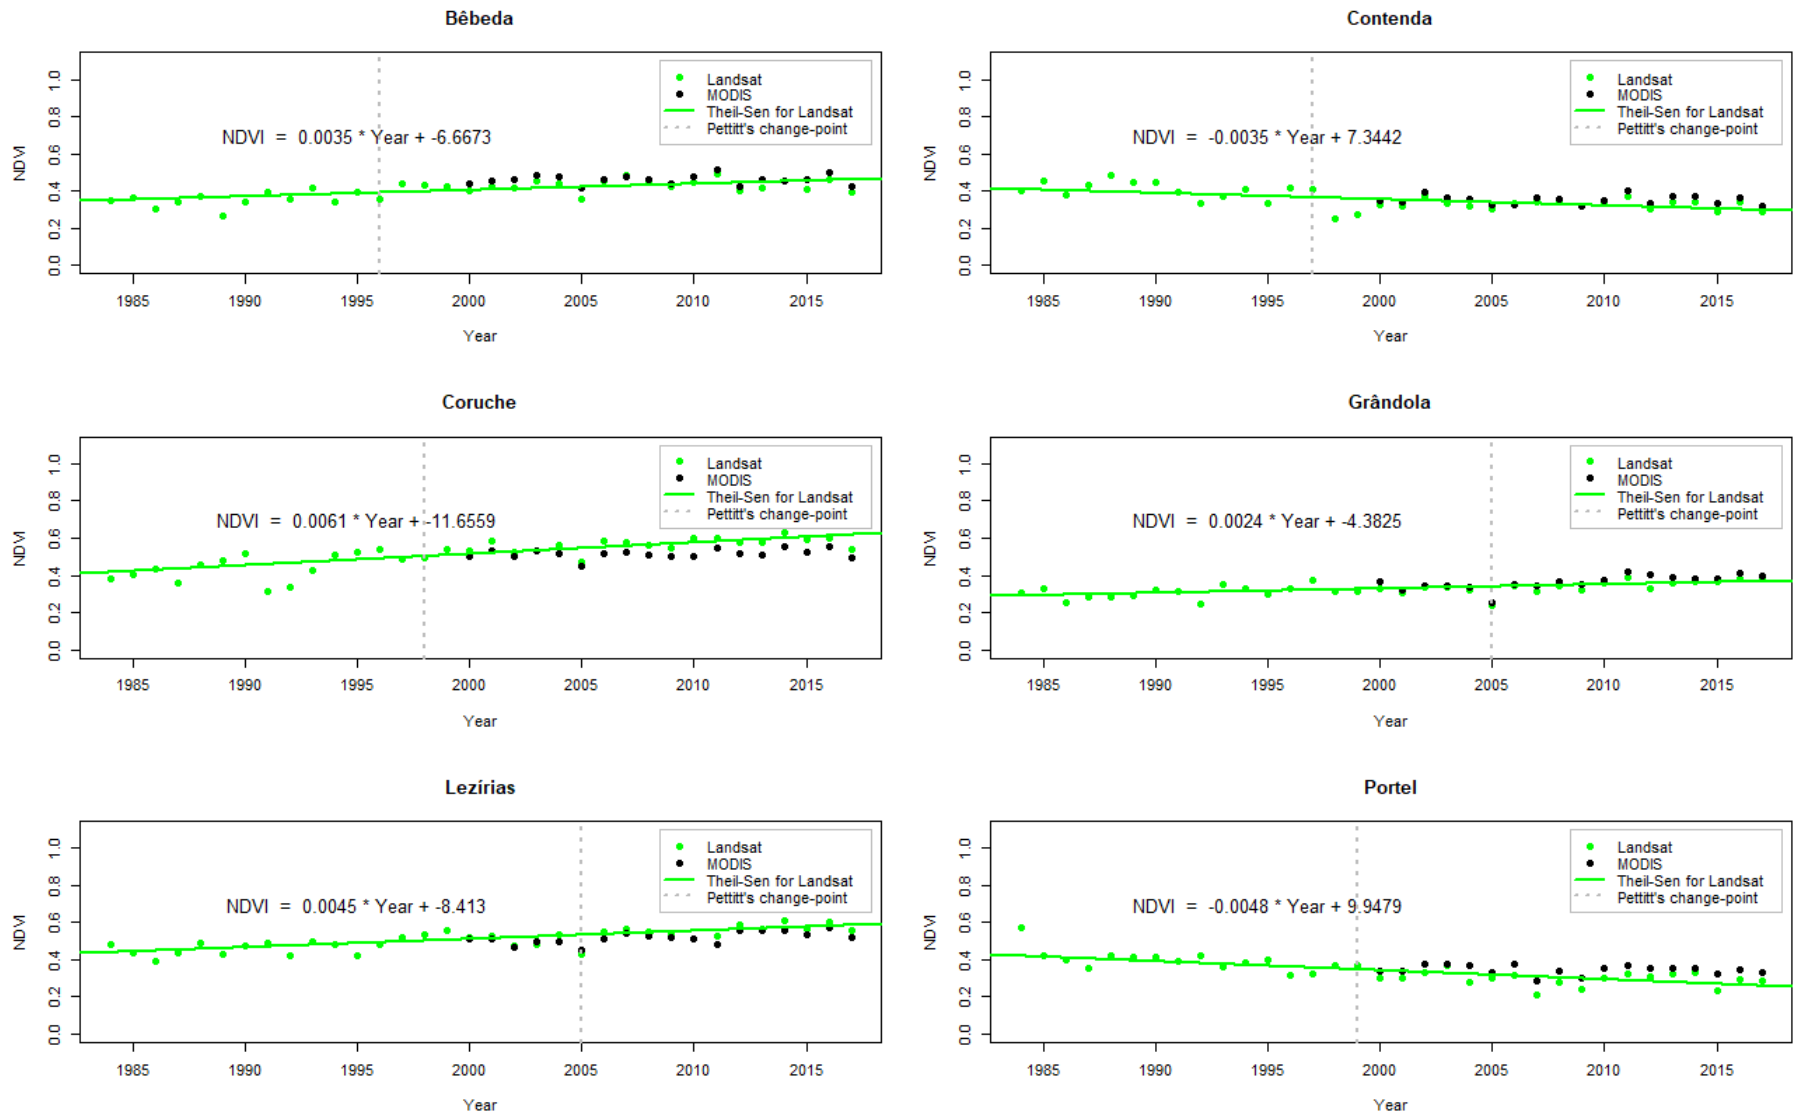 Bêbeda
NDVI
1.0
0.8
0.6
0.4
0.2
0.0
Landsat
MODIS
Theil-Sen for Landsat
Pettitt's change-point
NDVI = 0.0035 * Year + -6.6673
1985 1990 1995 2000 2005 2010 2015
Year
Contenda
NDVI
1.0
0.8
0.6
0.4
0.2
0.0
Landsat
MODIS
Theil-Sen for Landsat
Pettitt's change-point
NDVI = -0.0035 * Year + 7.3442
1985 1990 1995 2000 2005 2010 2015
Year
Coruche
NDVI
1.0
0.8
0.6
0.4
0.2
0.0
Landsat
MODIS
Theil-Sen for Landsat
Pettitt's change-point
NDVI = 0.0061 * Year + -11.6559
1985 1990 1995 2000 2005 2010 2015
Year
Grândola
NDVI
1.0
0.8
0.6
0.4
0.2
0.0
Landsat
MODIS
Theil-Sen for Landsat
Pettitt's change-point
NDVI = 0.0024 * Year + -4.3825
1985 1990 1995 2000 2005 2010 2015
Year
Lezírias
NDVI
1.0
0.8
0.6
0.4
0.2
0.0
Landsat
MODIS
Theil-Sen for Landsat
Pettitt's change-point
NDVI = 0.0045 * Year + -8.413
1985 1990 1995 2000 2005 2010 2015
Year
Portel
NDVI
1.0
0.8
0.6
0.4
0.2
0.0
Landsat
MODIS
Theil-Sen for Landsat
Pettitt's change-point
NDVI = -0.0048 * Year + 9.9479
1985 1990 1995 2000 2005 2010 2015
Year